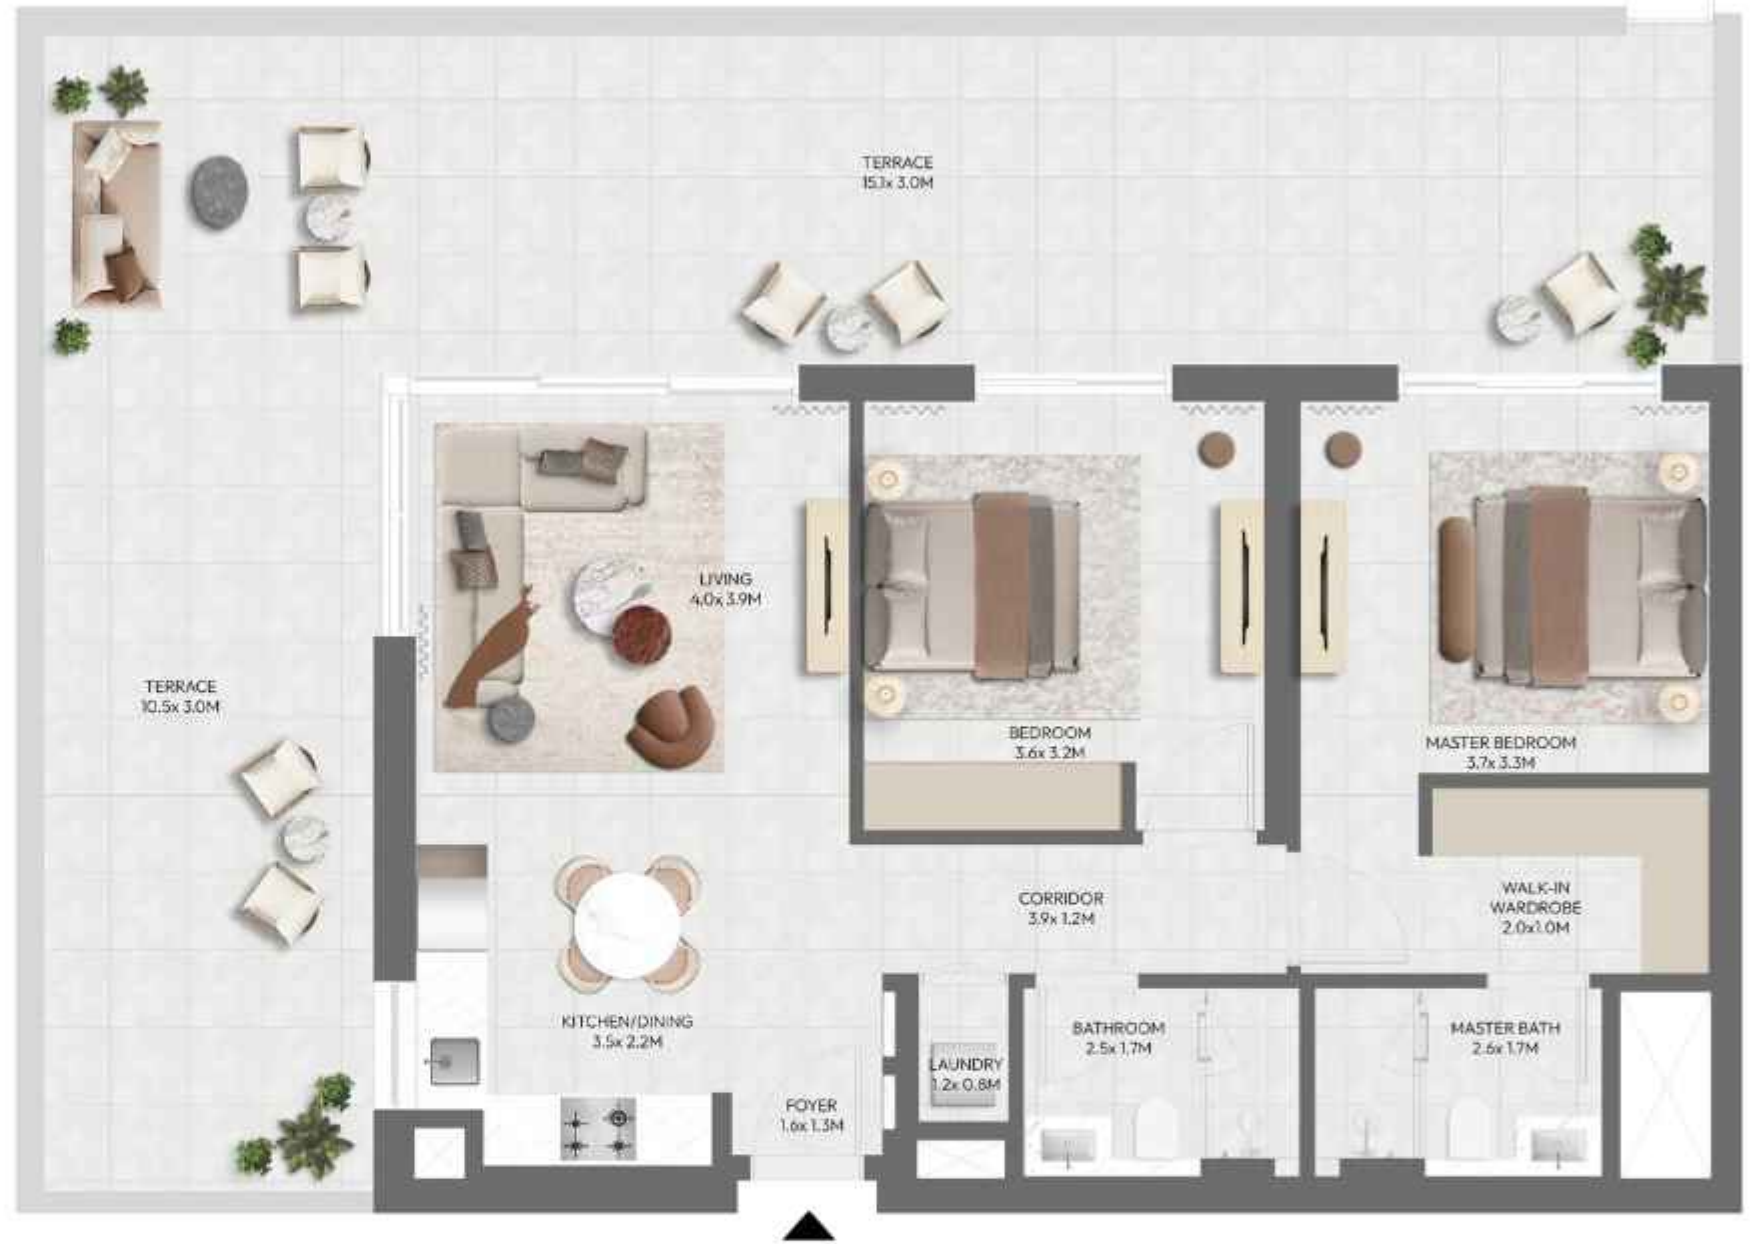 TERRACE
15.1x 3.0M
LIVING
4.0x 3.9M
TERRACE
10.5x 3.0M
BEDROOM
3.6x 3.2M
MASTER BEDROOM
3.7x 3.3M
CORRIDOR
3.9x 1.2M
WALK-IN
WARDROBE
2.0x1.0M
KITCHEN/DINING
3.5x 2.2M
BATHROOM
2.5x 1.7M
MASTER BATH
2.6x 1.7M
LAUNDRY
1.2x 0.8M
FOYER
1.6x 1.3M